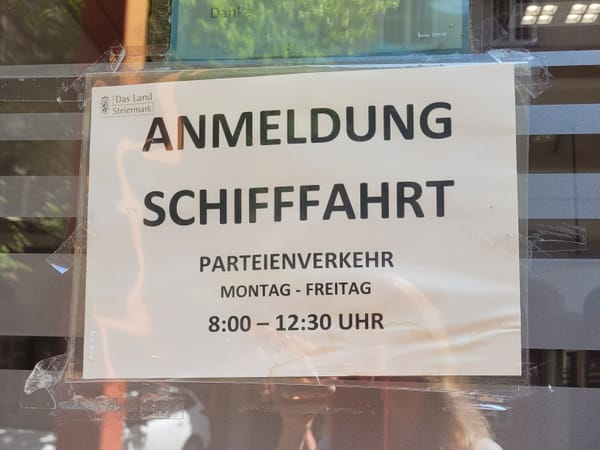 Danke
Das Land
Steiermark
ANMELDUNG
SCHIFFFAHRT
PARTEIENVERKEHR
MONTAG - FREITAG
8:00 – 12:30 UHR